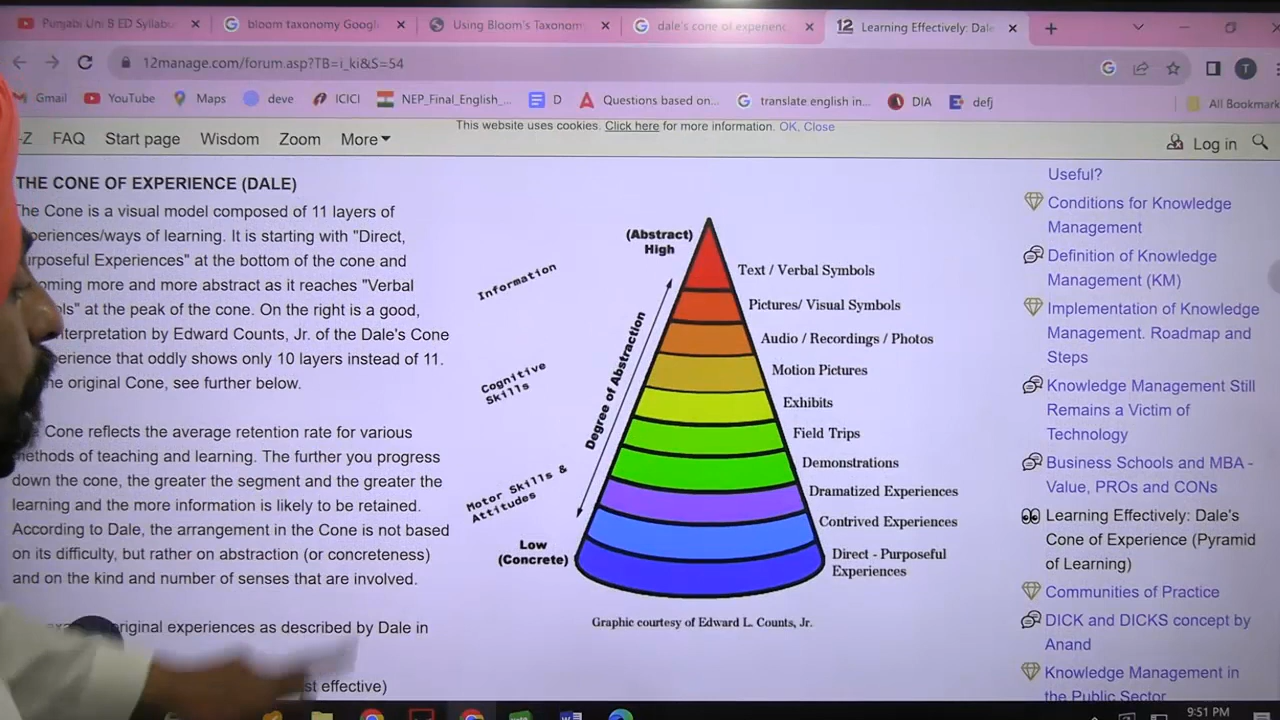 Punjabi Uni B ED Syllabu
bloom taxonomy Googl
Using Bloom's Taxonom
dale's cone of experienc
12 Learning Effectively: Dale
12manage.com/forum.asp?TB=i_ki&S=54
T
Gmail
YouTube
Maps
deve
ICICI
NEP_Final_English_...
D
Questions based on...
translate english in...
DIA
defj
All Bookmark
This website uses cookies. Click here for more information. OK, Close
-Z FAQ Start page Wisdom Zoom More
Log in
THE CONE OF EXPERIENCE (DALE)
The Cone is a visual model composed of 11 layers of
periences/ways of learning. It is starting with "Direct,
urposeful Experiences" at the bottom of the cone and
oming more and more abstract as it reaches "Verbal
ols" at the peak of the cone. On the right is a good,
nterpretation by Edward Counts, Jr. of the Dale's Cone
perience that oddly shows only 10 layers instead of 11.
he original Cone, see further below.
Cone reflects the average retention rate for various
methods of teaching and learning. The further you progress
down the cone, the greater the segment and the greater the
learning and the more information is likely to be retained.
According to Dale, the arrangement in the Cone is not based
on its difficulty, but rather on abstraction (or concreteness)
and on the kind and number of senses that are involved.
original experiences as described by Dale in
st effective)
(Abstract)
High
Information
Cognitive
Skills
Degree of Abstraction
Motor Skills &
Attitudes
Low
(Concrete)
Text / Verbal Symbols
Pictures/ Visual Symbols
Audio / Recordings / Photos
Motion Pictures
Exhibits
Field Trips
Demonstrations
Dramatized Experiences
Contrived Experiences
Direct - Purposeful
Experiences
Graphic courtesy of Edward L. Counts, Jr.
Useful?
Conditions for Knowledge
Management
Definition of Knowledge
Management (KM)
Implementation of Knowledge
Management. Roadmap and
Steps
Knowledge Management Still
Remains a Victim of
Technology
Business Schools and MBA -
Value, PROs and CONs
Learning Effectively: Dale's
Cone of Experience (Pyramid
of Learning)
Communities of Practice
DICK and DICKS concept by
Anand
Knowledge Management in
the Public Sector
9:51 PM